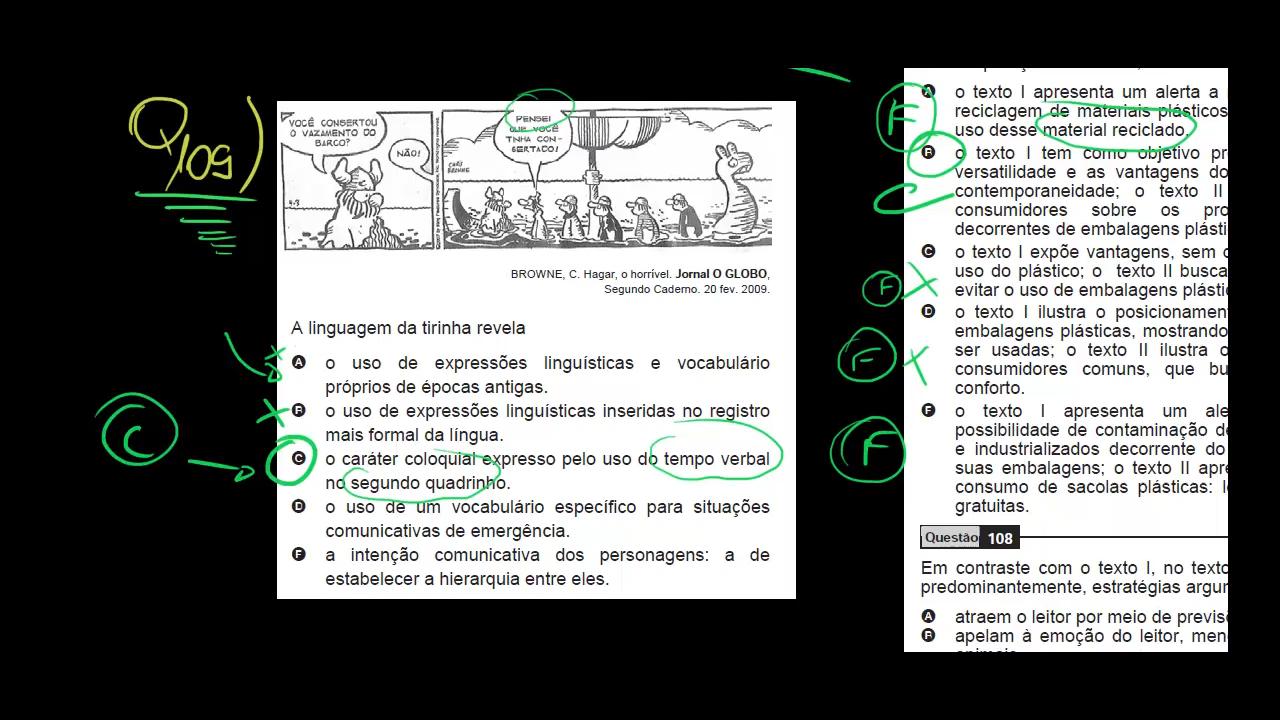 Q109)
VOCÊ CONSERTOU
O VAZAMENTO DO
BARCO?
NÃO!
PENSEI
QUE VOCÊ
TINHA CON-
SERTADO!
CHRIS
BROWNE
4-3
BROWNE, C. Hagar, o horrível. Jornal O GLOBO,
Segundo Caderno. 20 fev. 2009.
A linguagem da tirinha revela
A o uso de expressões linguísticas e vocabulário
próprios de épocas antigas.
B o uso de expressões linguísticas inseridas no registro
mais formal da língua.
C o caráter coloquial expresso pelo uso do tempo verbal
no segundo quadrinho.
D o uso de um vocabulário específico para situações
comunicativas de emergência.
E a intenção comunicativa dos personagens: a de
estabelecer a hierarquia entre eles.
C
F
F
F
F
A o texto I apresenta um alerta a
reciclagem de materiais plásticos
uso desse material reciclado.
B o texto I tem como objetivo pr
versatilidade e as vantagens do
contemporaneidade; o texto II
consumidores sobre os pro
decorrentes de embalagens plásti
C o texto I expõe vantagens, sem
uso do plástico; o texto II busca
evitar o uso de embalagens plástic
D o texto I ilustra o posicionamen
embalagens plásticas, mostrando
ser usadas; o texto II ilustra o
consumidores comuns, que bu
conforto.
E o texto I apresenta um ale
possibilidade de contaminação de
e industrializados decorrente do
suas embalagens; o texto II apre
consumo de sacolas plásticas: l
gratuitas.
Questão 108
Em contraste com o texto I, no texto
predominantemente, estratégias argum
A atraem o leitor por meio de previsõ
B apelam à emoção do leitor, menc